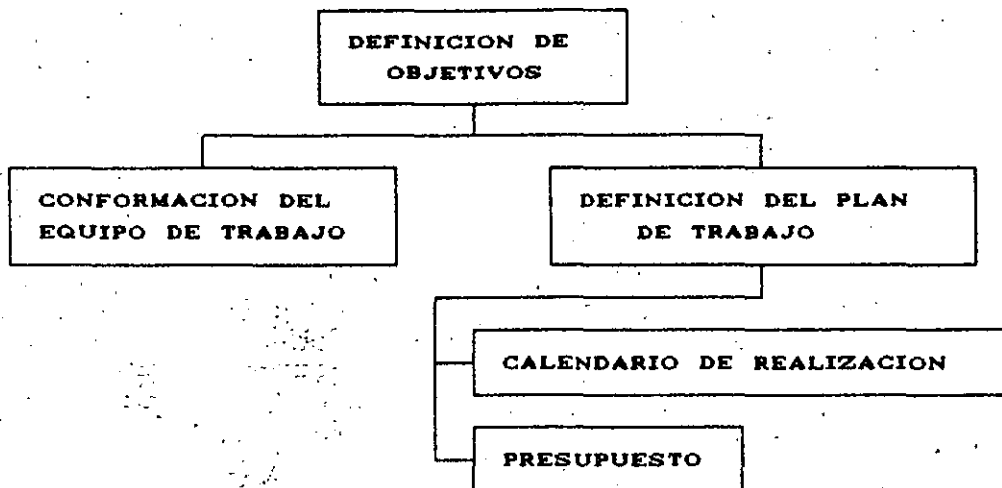 DEFINICION DE
OBJETIVOS
CONFORMACION DEL
EQUIPO DE TRABAJO
DEFINICION DEL PLAN
DE TRABAJO
CALENDARIO DE REALIZACION
PRESUPUESTO